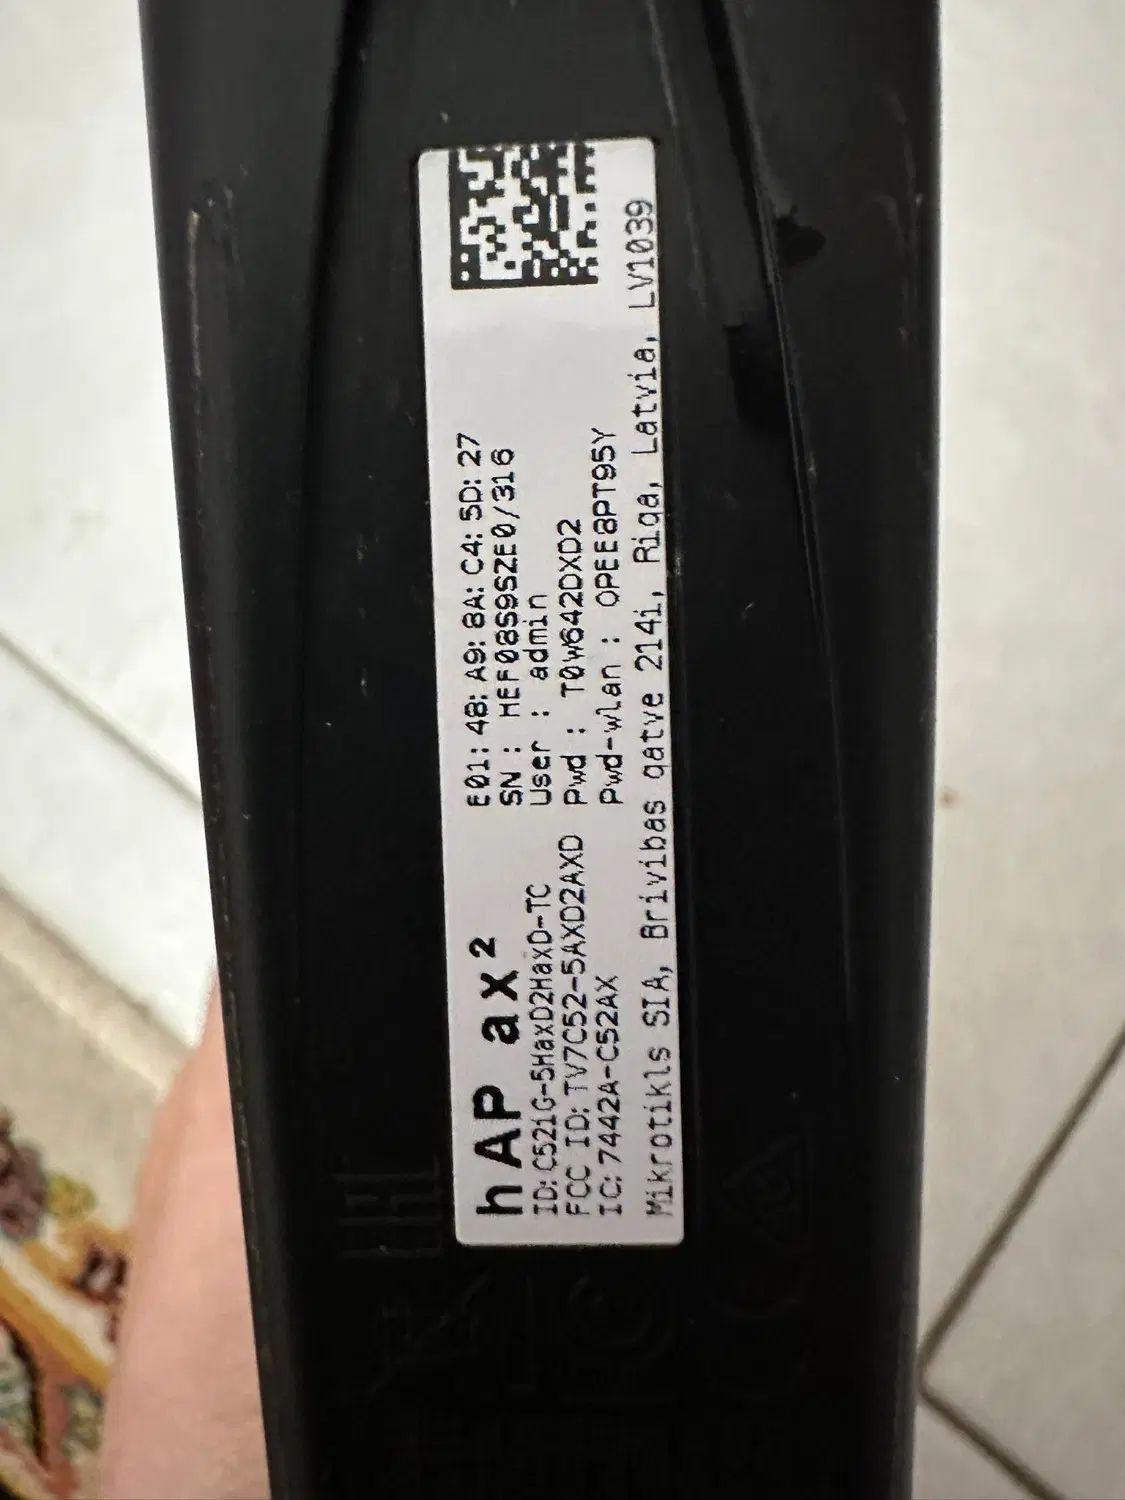 hAP ax²
ID: C52iG-5HaxD2HaxD-TC
FCC ID: TV7C52-5AXD2AXD
IC: 7442A-C52AX
E01: 48: A9: 8A: C4: 5D: 27
SN : HEF08S9SZE0/316
User : admin
Pwd : T0W642DXD2
Pwd-wlan : OPEE8PT95Y
Mikrotikls SIA, Brivibas gatve 214i, Riga, Latvia, LV1039
EAC
CE